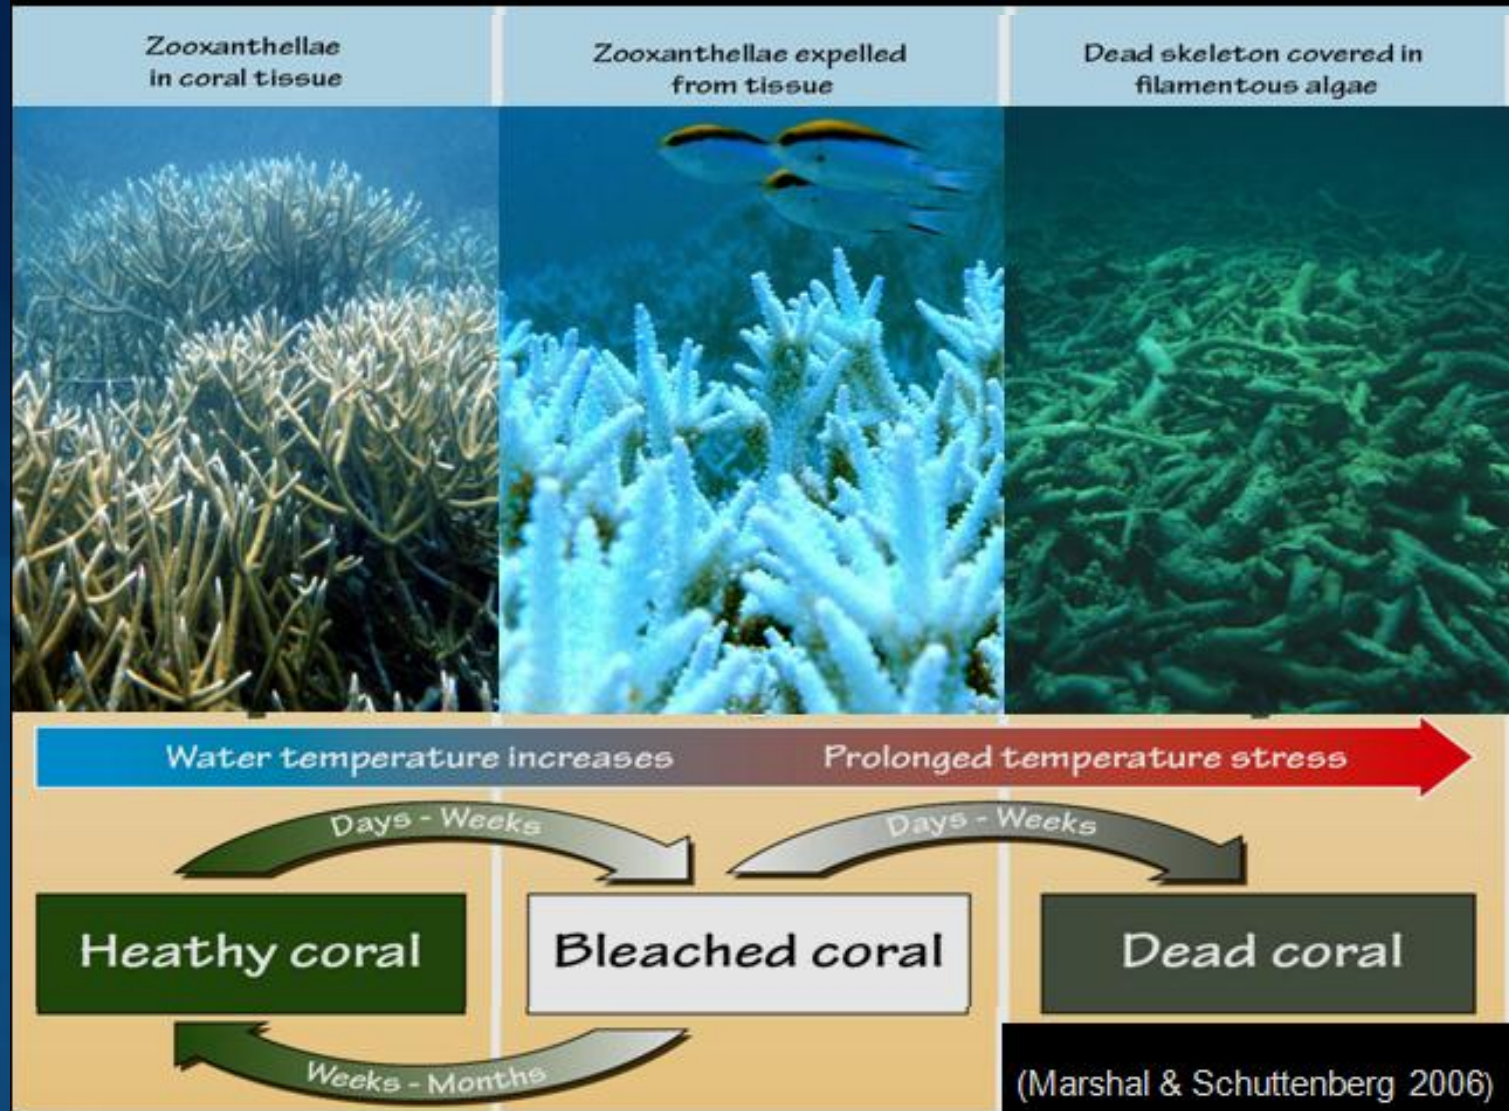 Zooxanthellae
in coral tissue
Zooxanthellae expelled
from tissue
Dead skeleton covered in
filamentous algae
Water temperature increases
Prolonged temperature stress
Days - Weeks
Days - Weeks
Heathy coral
Bleached coral
Dead coral
Weeks - Months
(Marshal & Schuttenberg 2006)